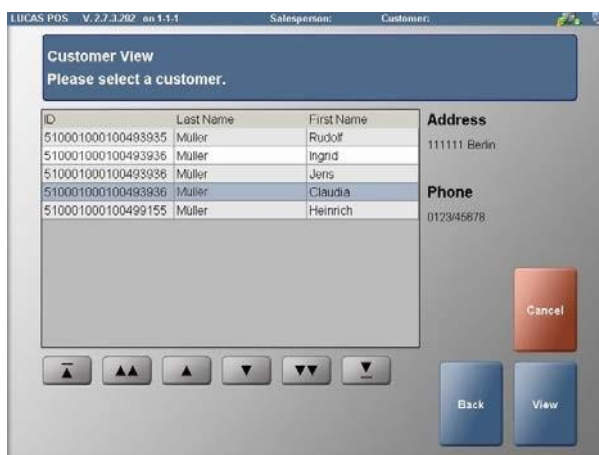 LUCAS POS V. 2.7.3.202 on 1-1-1 Salesperson: Customer:
Customer View
Please select a customer.
ID Last Name First Name
510001000100493935 Müller Rudolf
510001000100493936 Müller Ingrid
510001000100493936 Müller Jens
510001000100493936 Müller Claudia
510001000100499155 Müller Heinrich
Address
111111 Berlin
Phone
0123/45678
Cancel
Back
View